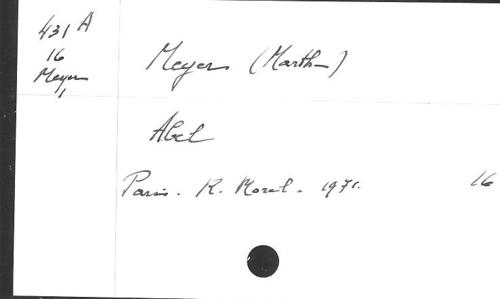 431 A
16
Meyer
1
Meyer (Marthe)
Abel
Paris. R. Morel. 1971. 16